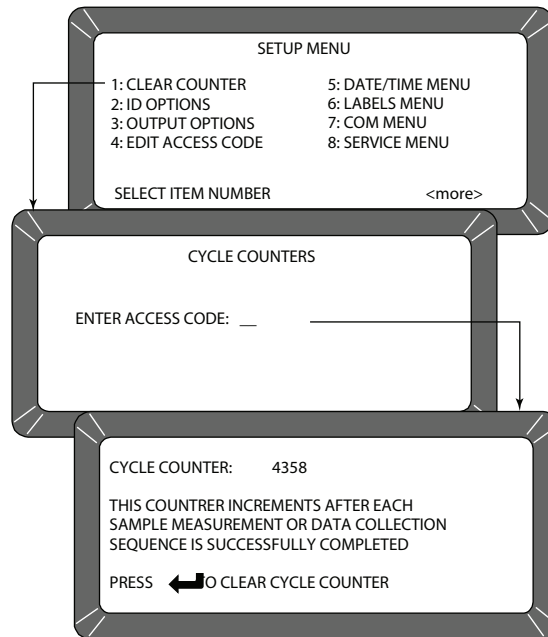 SETUP MENU
1: CLEAR COUNTER 5: DATE/TIME MENU
2: ID OPTIONS 6: LABELS MENU
3: OUTPUT OPTIONS 7: COM MENU
4: EDIT ACCESS CODE 8: SERVICE MENU
SELECT ITEM NUMBER <more>
CYCLE COUNTERS
ENTER ACCESS CODE: __
CYCLE COUNTER: 4358
THIS COUNTRER INCREMENTS AFTER EACH
SAMPLE MEASUREMENT OR DATA COLLECTION
SEQUENCE IS SUCCESSFULLY COMPLETED
PRESS O CLEAR CYCLE COUNTER